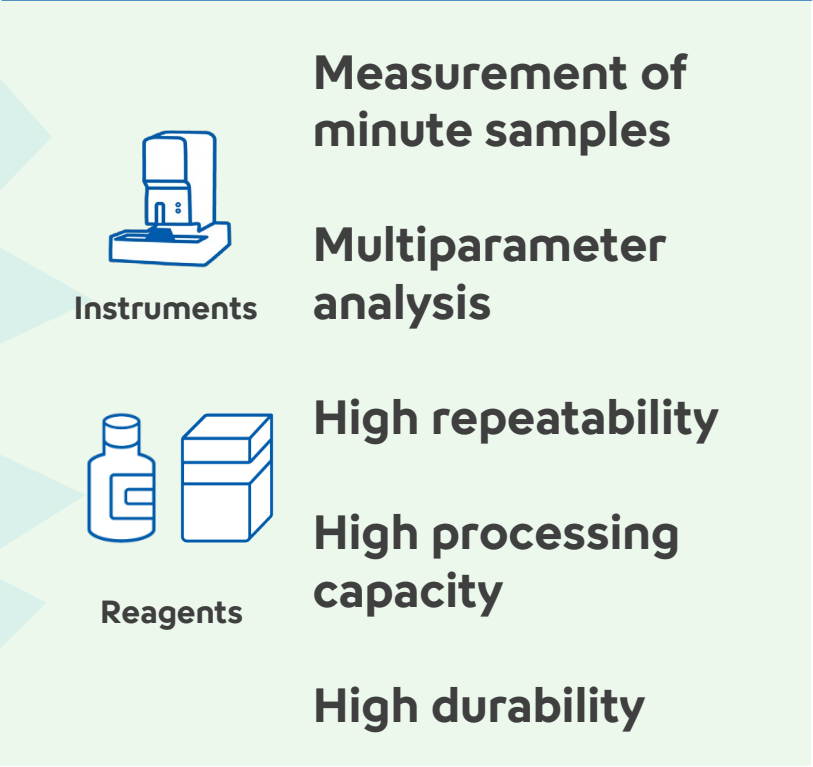 Instruments
Reagents
Measurement of
minute samples
Multiparameter
analysis
High repeatability
High processing
capacity
High durability